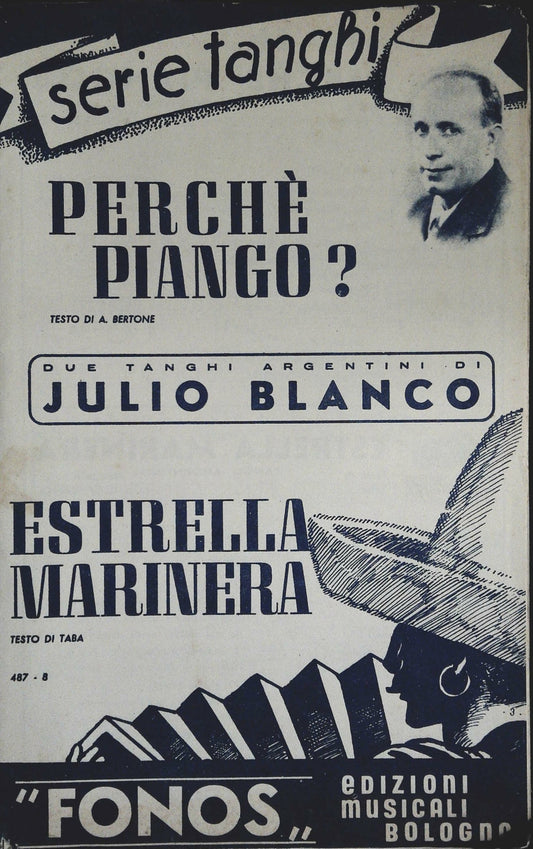 serie tanghi
PERCHÈ
PIANGO?
TESTO DI A. BERTONE
DUE TANGHI ARGENTINI DI
JULIO BLANCO
ESTRELLA
MARINERA
TESTO DI TABA
487 - 8
"FONOS„
EDIZIONI
MUSICALI
BOLOGNA